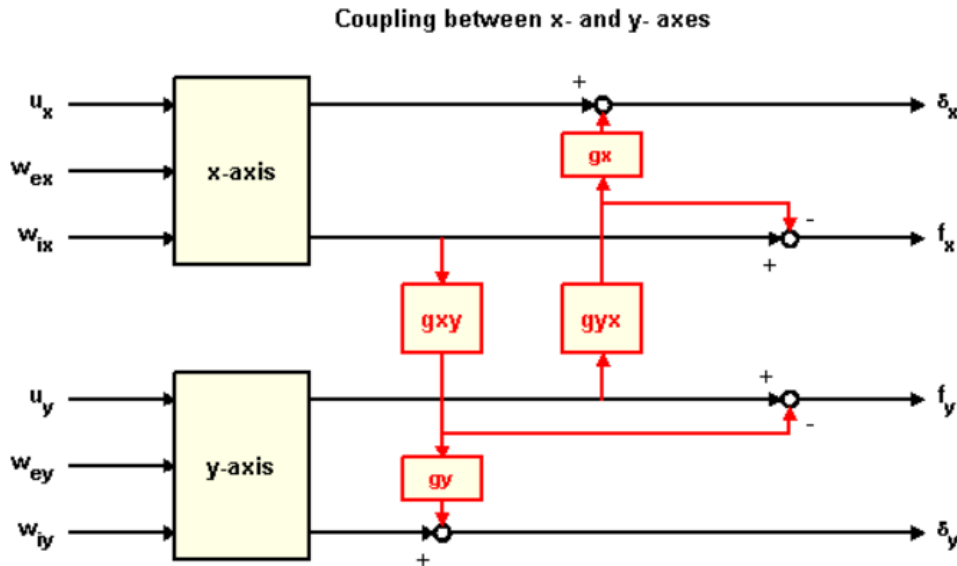 Coupling between x- and y- axes
u_x
+
δ_x
gx
w_ex
x-axis
-
w_ix
f_x
+
gxy
gyx
u_y
+
f_y
-
w_ey
y-axis
gy
w_iy
δ_y
+